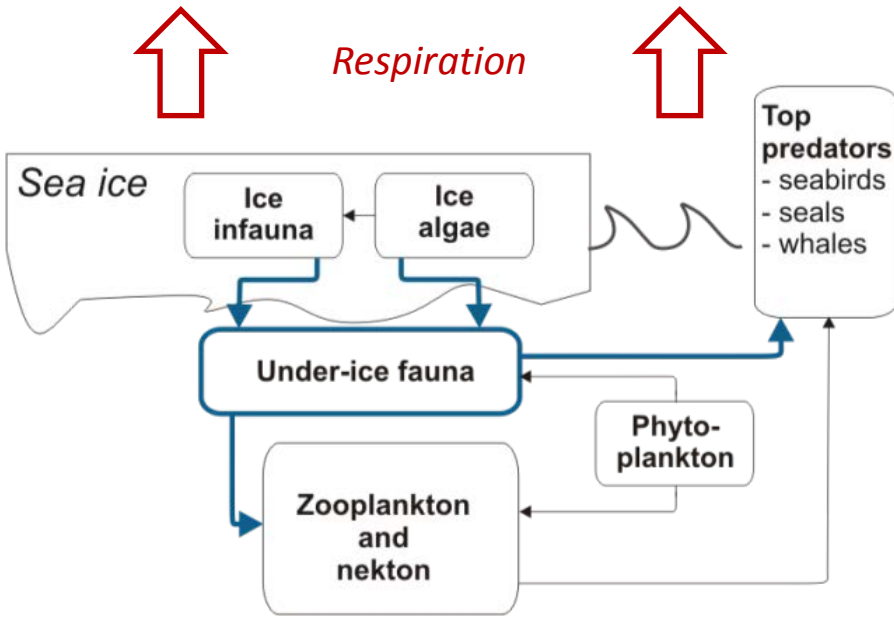 Respiration
Top
predators
- seabirds
- seals
- whales
Sea ice
Ice
infauna
Ice
algae
Under-ice fauna
Phyto-
plankton
Zooplankton
and
nekton